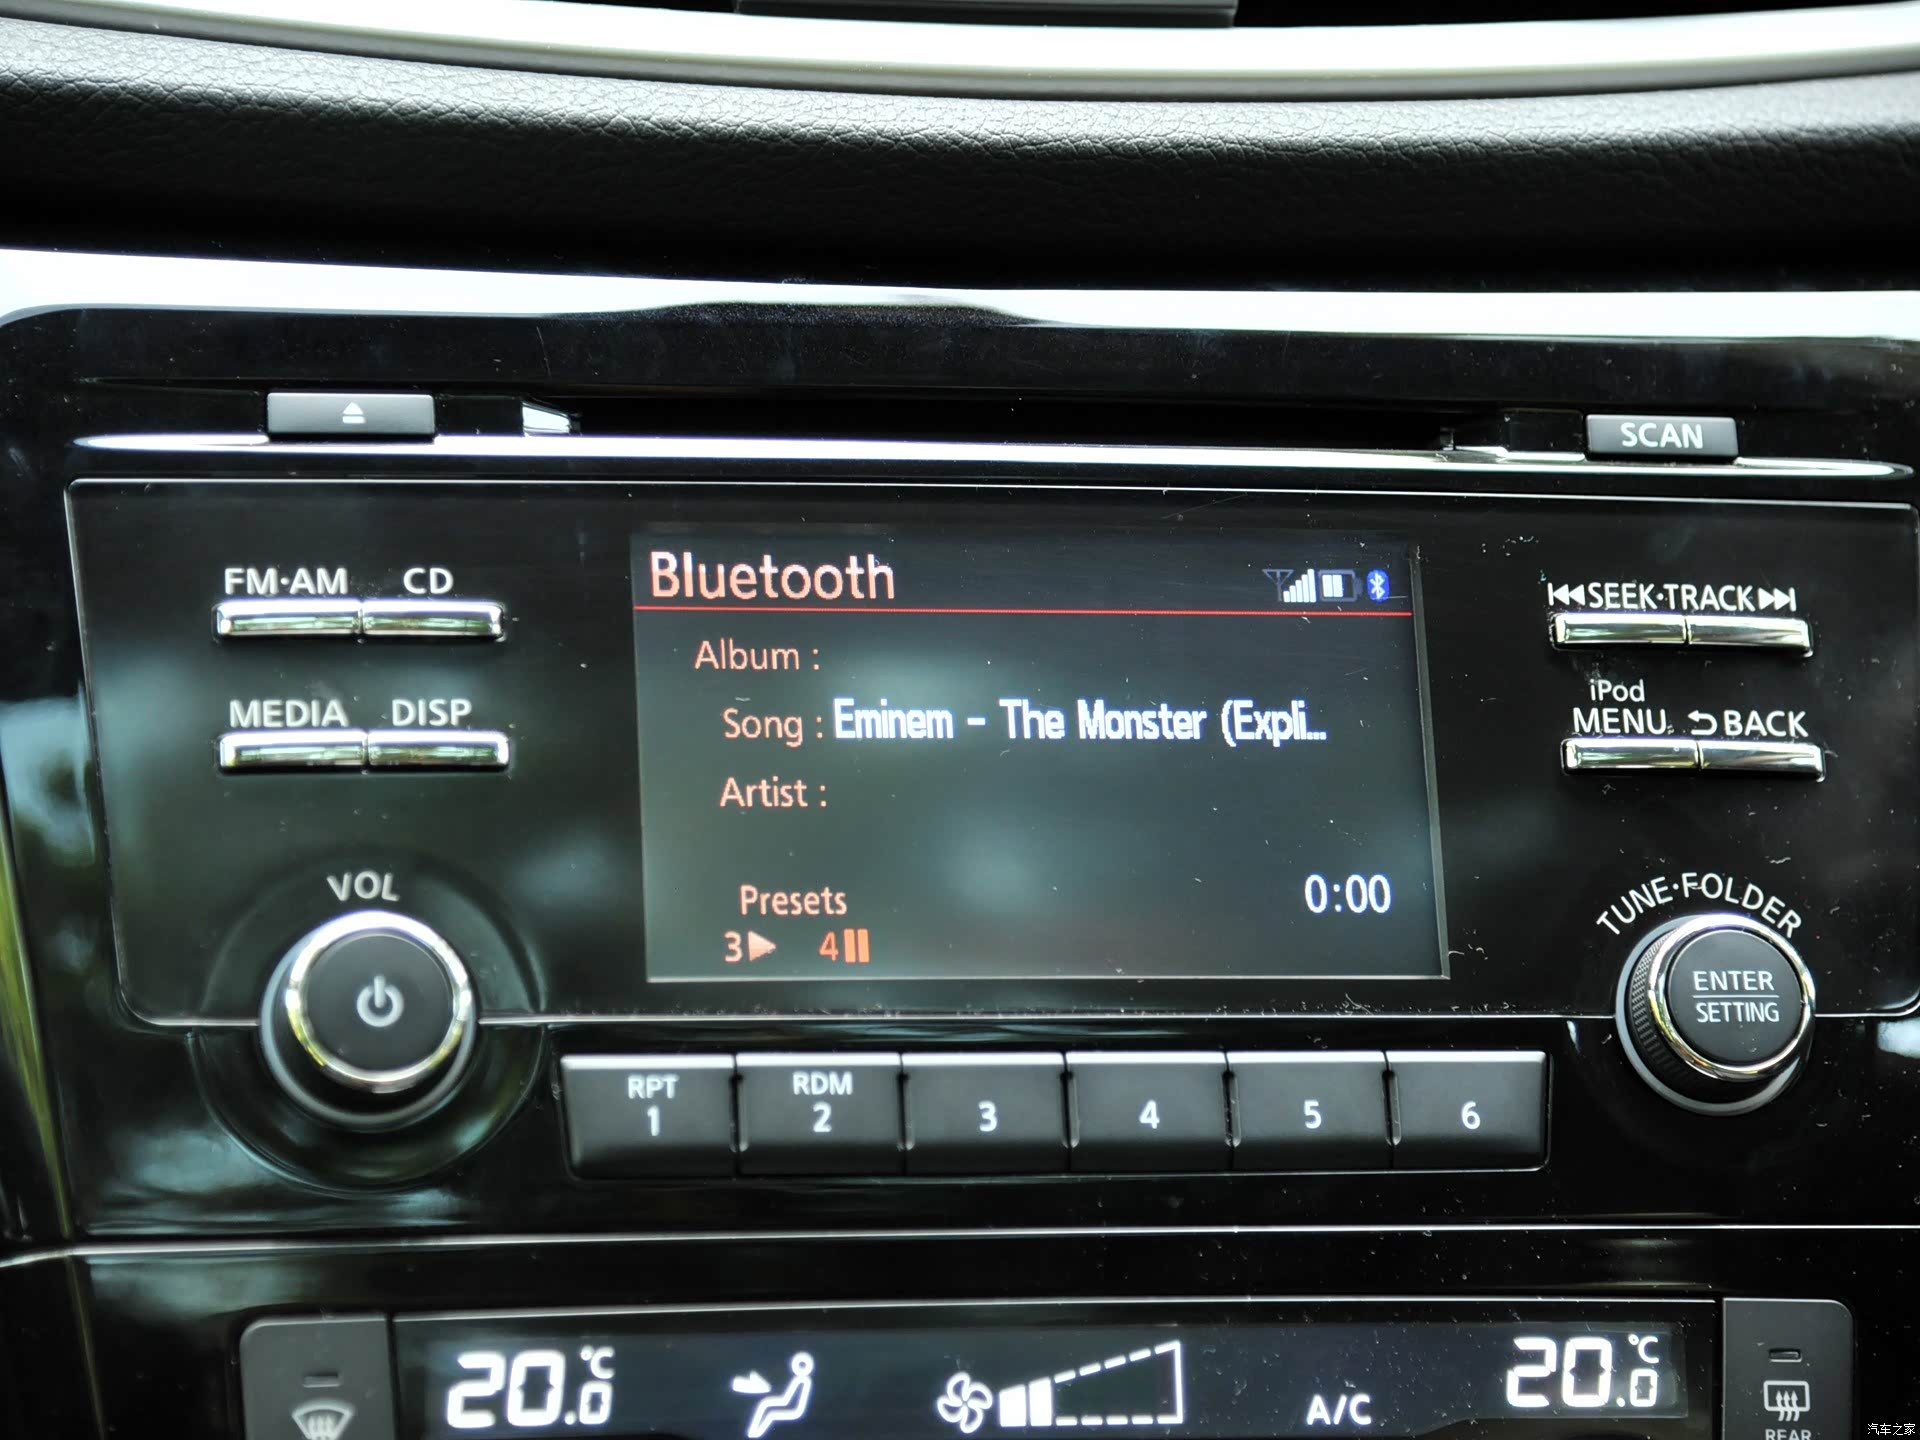 SCAN
FM·AM CD
Bluetooth
SEEK·TRACK
Album :
iPod
MEDIA DISP
Song : Eminem - The Monster (Expli...
MENU BACK
Artist :
VOL
Presets
0:00
TUNE·FOLDER
3 4
ENTER
SETTING
RPT RDM
1 2 3 4 5 6
20.0°C
A/C
20.0°C
REAR
汽车之家